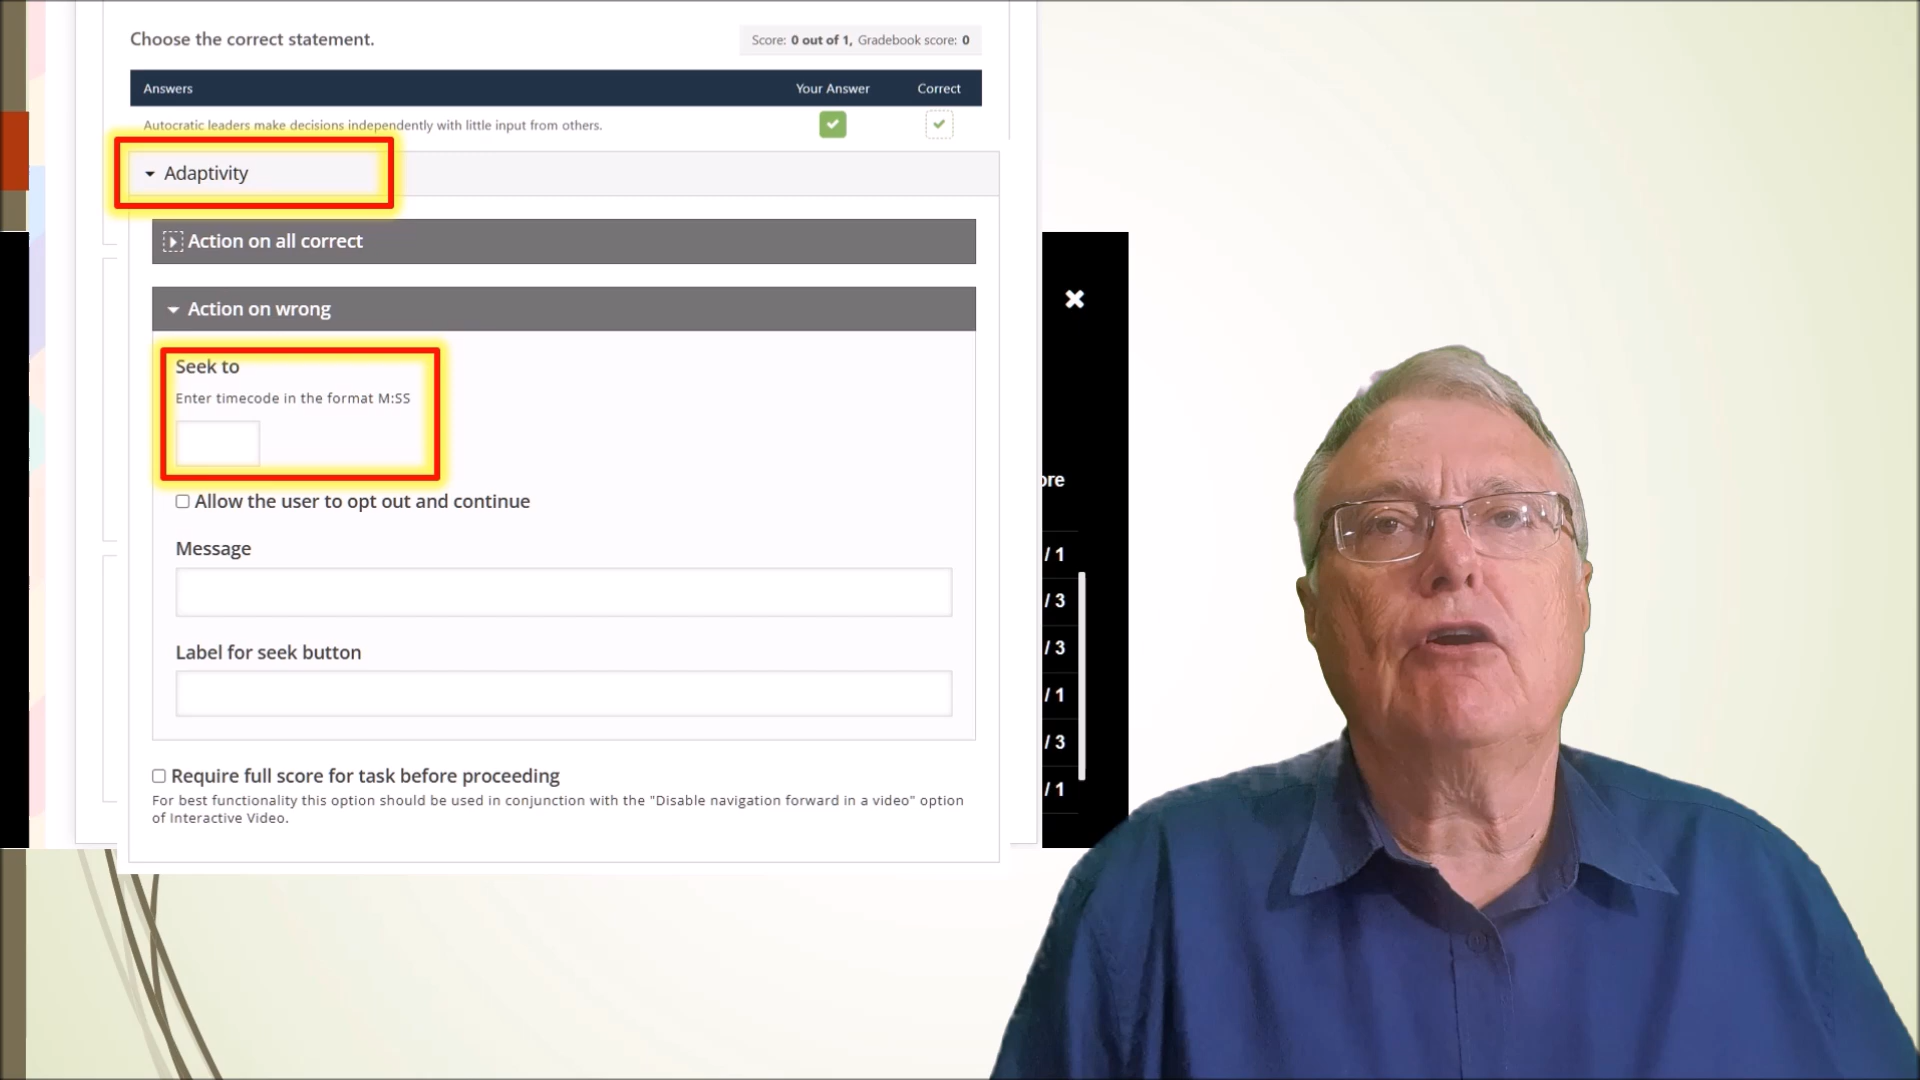 Choose the correct statement.
Score: 0 out of 1, Gradebook score: 0
Answers Your Answer Correct
Autocratic leaders make decisions independently with little input from others.
Adaptivity
Action on all correct
Action on wrong
Seek to
Enter timecode in the format M:SS
Allow the user to opt out and continue
Message
Label for seek button
Require full score for task before proceeding
For best functionality this option should be used in conjunction with the "Disable navigation forward in a video" option
of Interactive Video.
ore
/ 1
/ 3
/ 3
/ 1
/ 3
/ 1